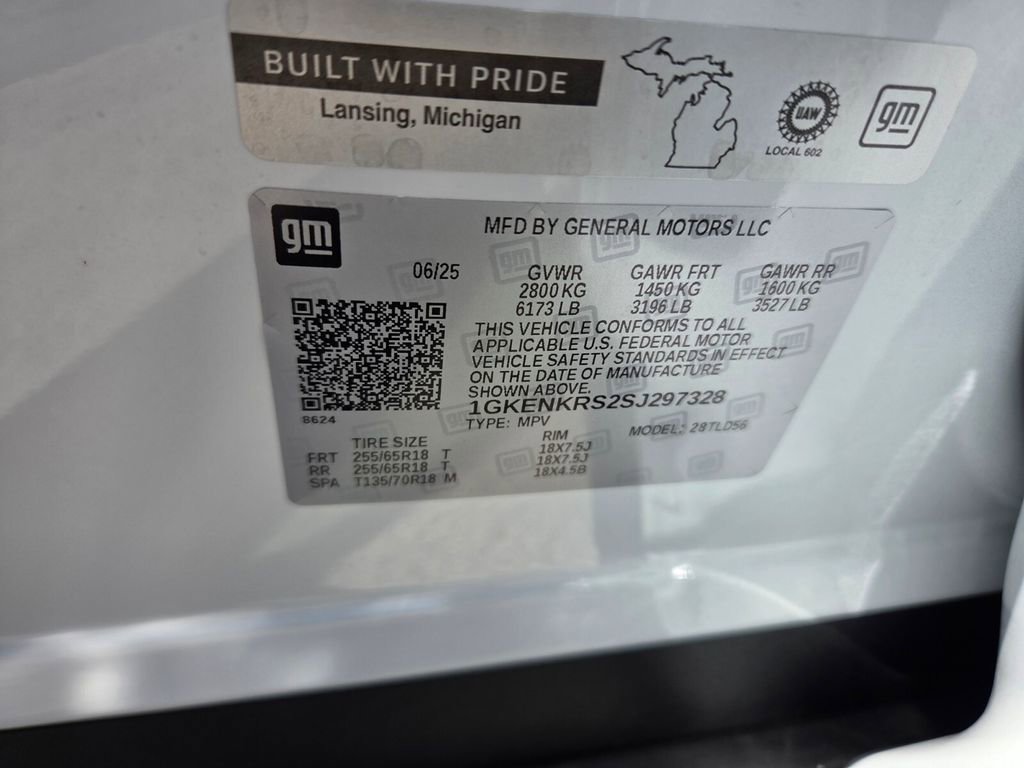 BUILT WITH PRIDE
Lansing, Michigan
UAW
LOCAL 602
gm
gm
MFD BY GENERAL MOTORS LLC
06/25 GVWR GAWR FRT GAWR RR
2800 KG 1450 KG 1600 KG
6173 LB 3196 LB 3527 LB
THIS VEHICLE CONFORMS TO ALL
APPLICABLE U.S. FEDERAL MOTOR
VEHICLE SAFETY STANDARDS IN EFFECT
ON THE DATE OF MANUFACTURE
SHOWN ABOVE.
1GKENKRS2SJ297328
8624
TYPE: MPV MODEL: 28TLD56
TIRE SIZE RIM
FRT 255/65R18 T 18X7.5J
RR 255/65R18 T 18X7.5J
SPA T135/70R18 M 18X4.5B